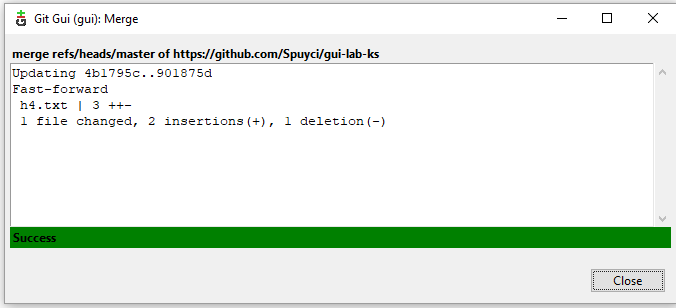 Git Gui (gui): Merge
merge refs/heads/master of https://github.com/Spuyci/gui-lab-ks
Updating 4b1795c..901875d
Fast-forward
 h4.txt | 3 ++-
 1 file changed, 2 insertions(+), 1 deletion(-)
Success
Close